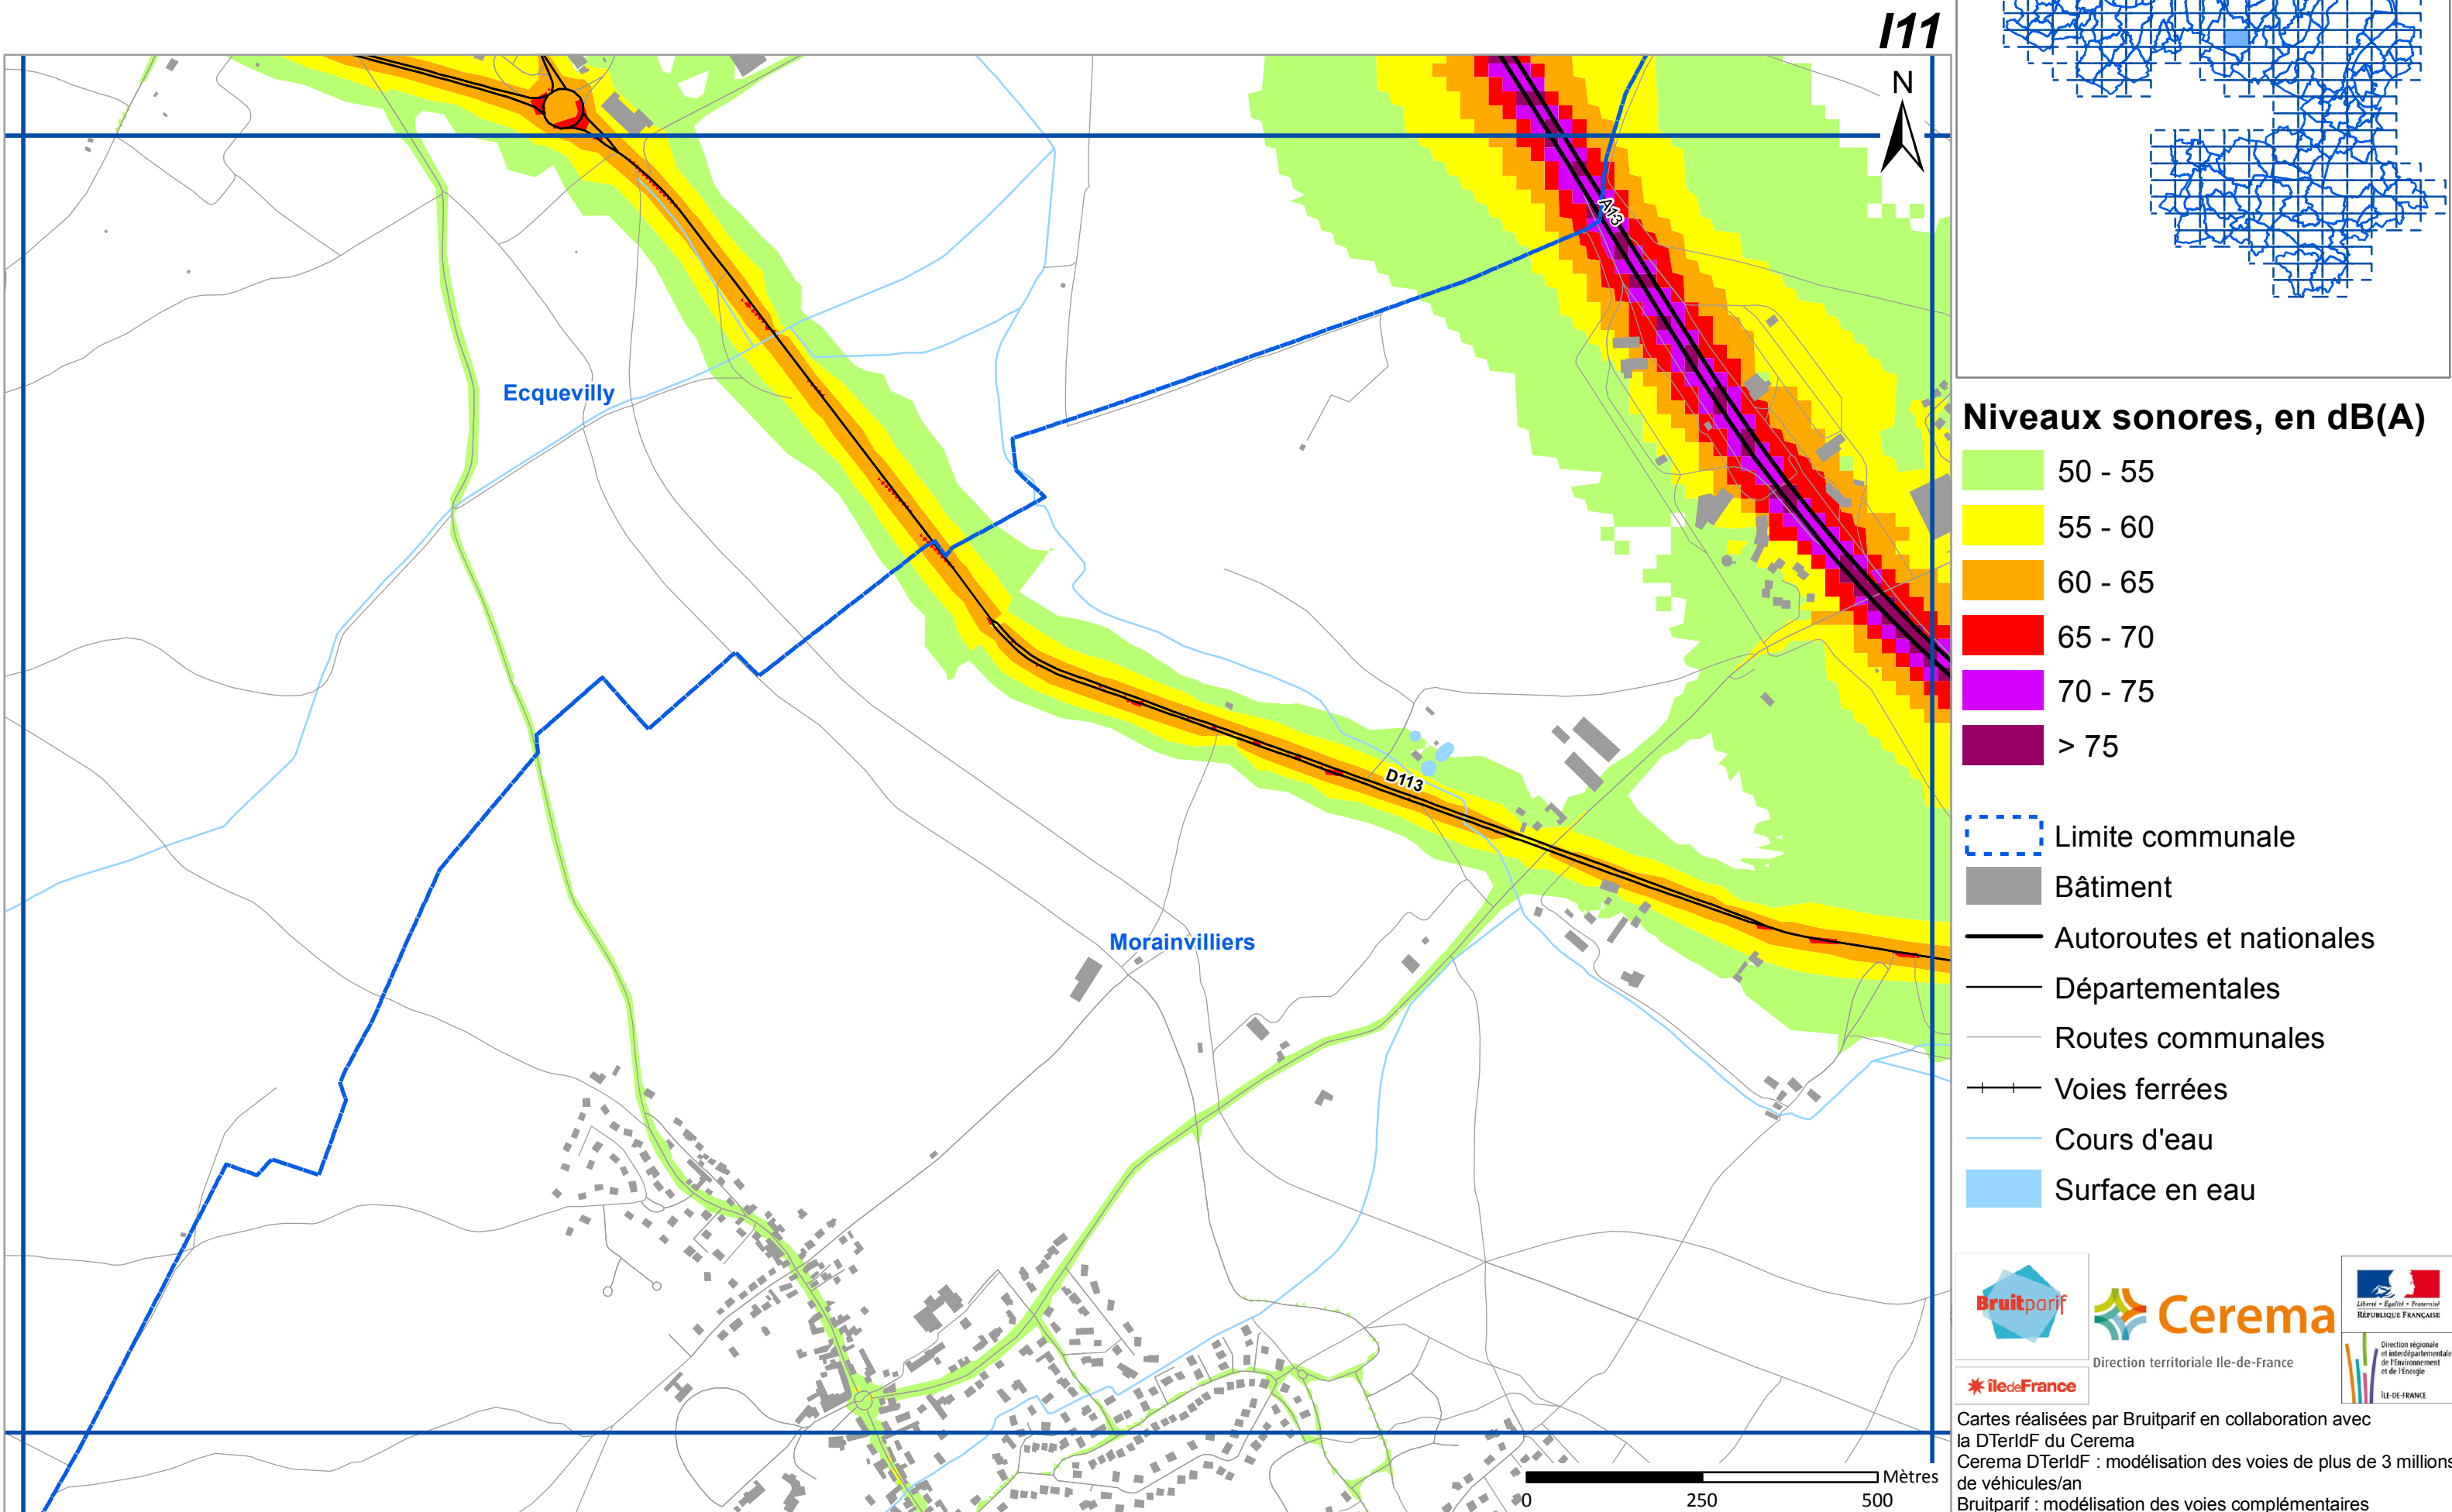 I11
N
A13
Ecquevilly
D113
Morainvilliers
Mètres
0 250 500
Niveaux sonores, en dB(A)
50 - 55
55 - 60
60 - 65
65 - 70
70 - 75
> 75
Limite communale
Bâtiment
Autoroutes et nationales
Départementales
Routes communales
Voies ferrées
Cours d'eau
Surface en eau
Bruitparif
Cerema
Direction territoriale Ile-de-France
îledeFrance
Liberté • Égalité • Fraternité
RÉPUBLIQUE FRANÇAISE
Direction régionale
et interdépartementale
de l'Environnement
et de l'Énergie
ÎLE-DE-FRANCE
Cartes réalisées par Bruitparif en collaboration avec
la DTerIdF du Cerema
Cerema DTerIdF : modélisation des voies de plus de 3 millions
de véhicules/an
Bruitparif : modélisation des voies complémentaires